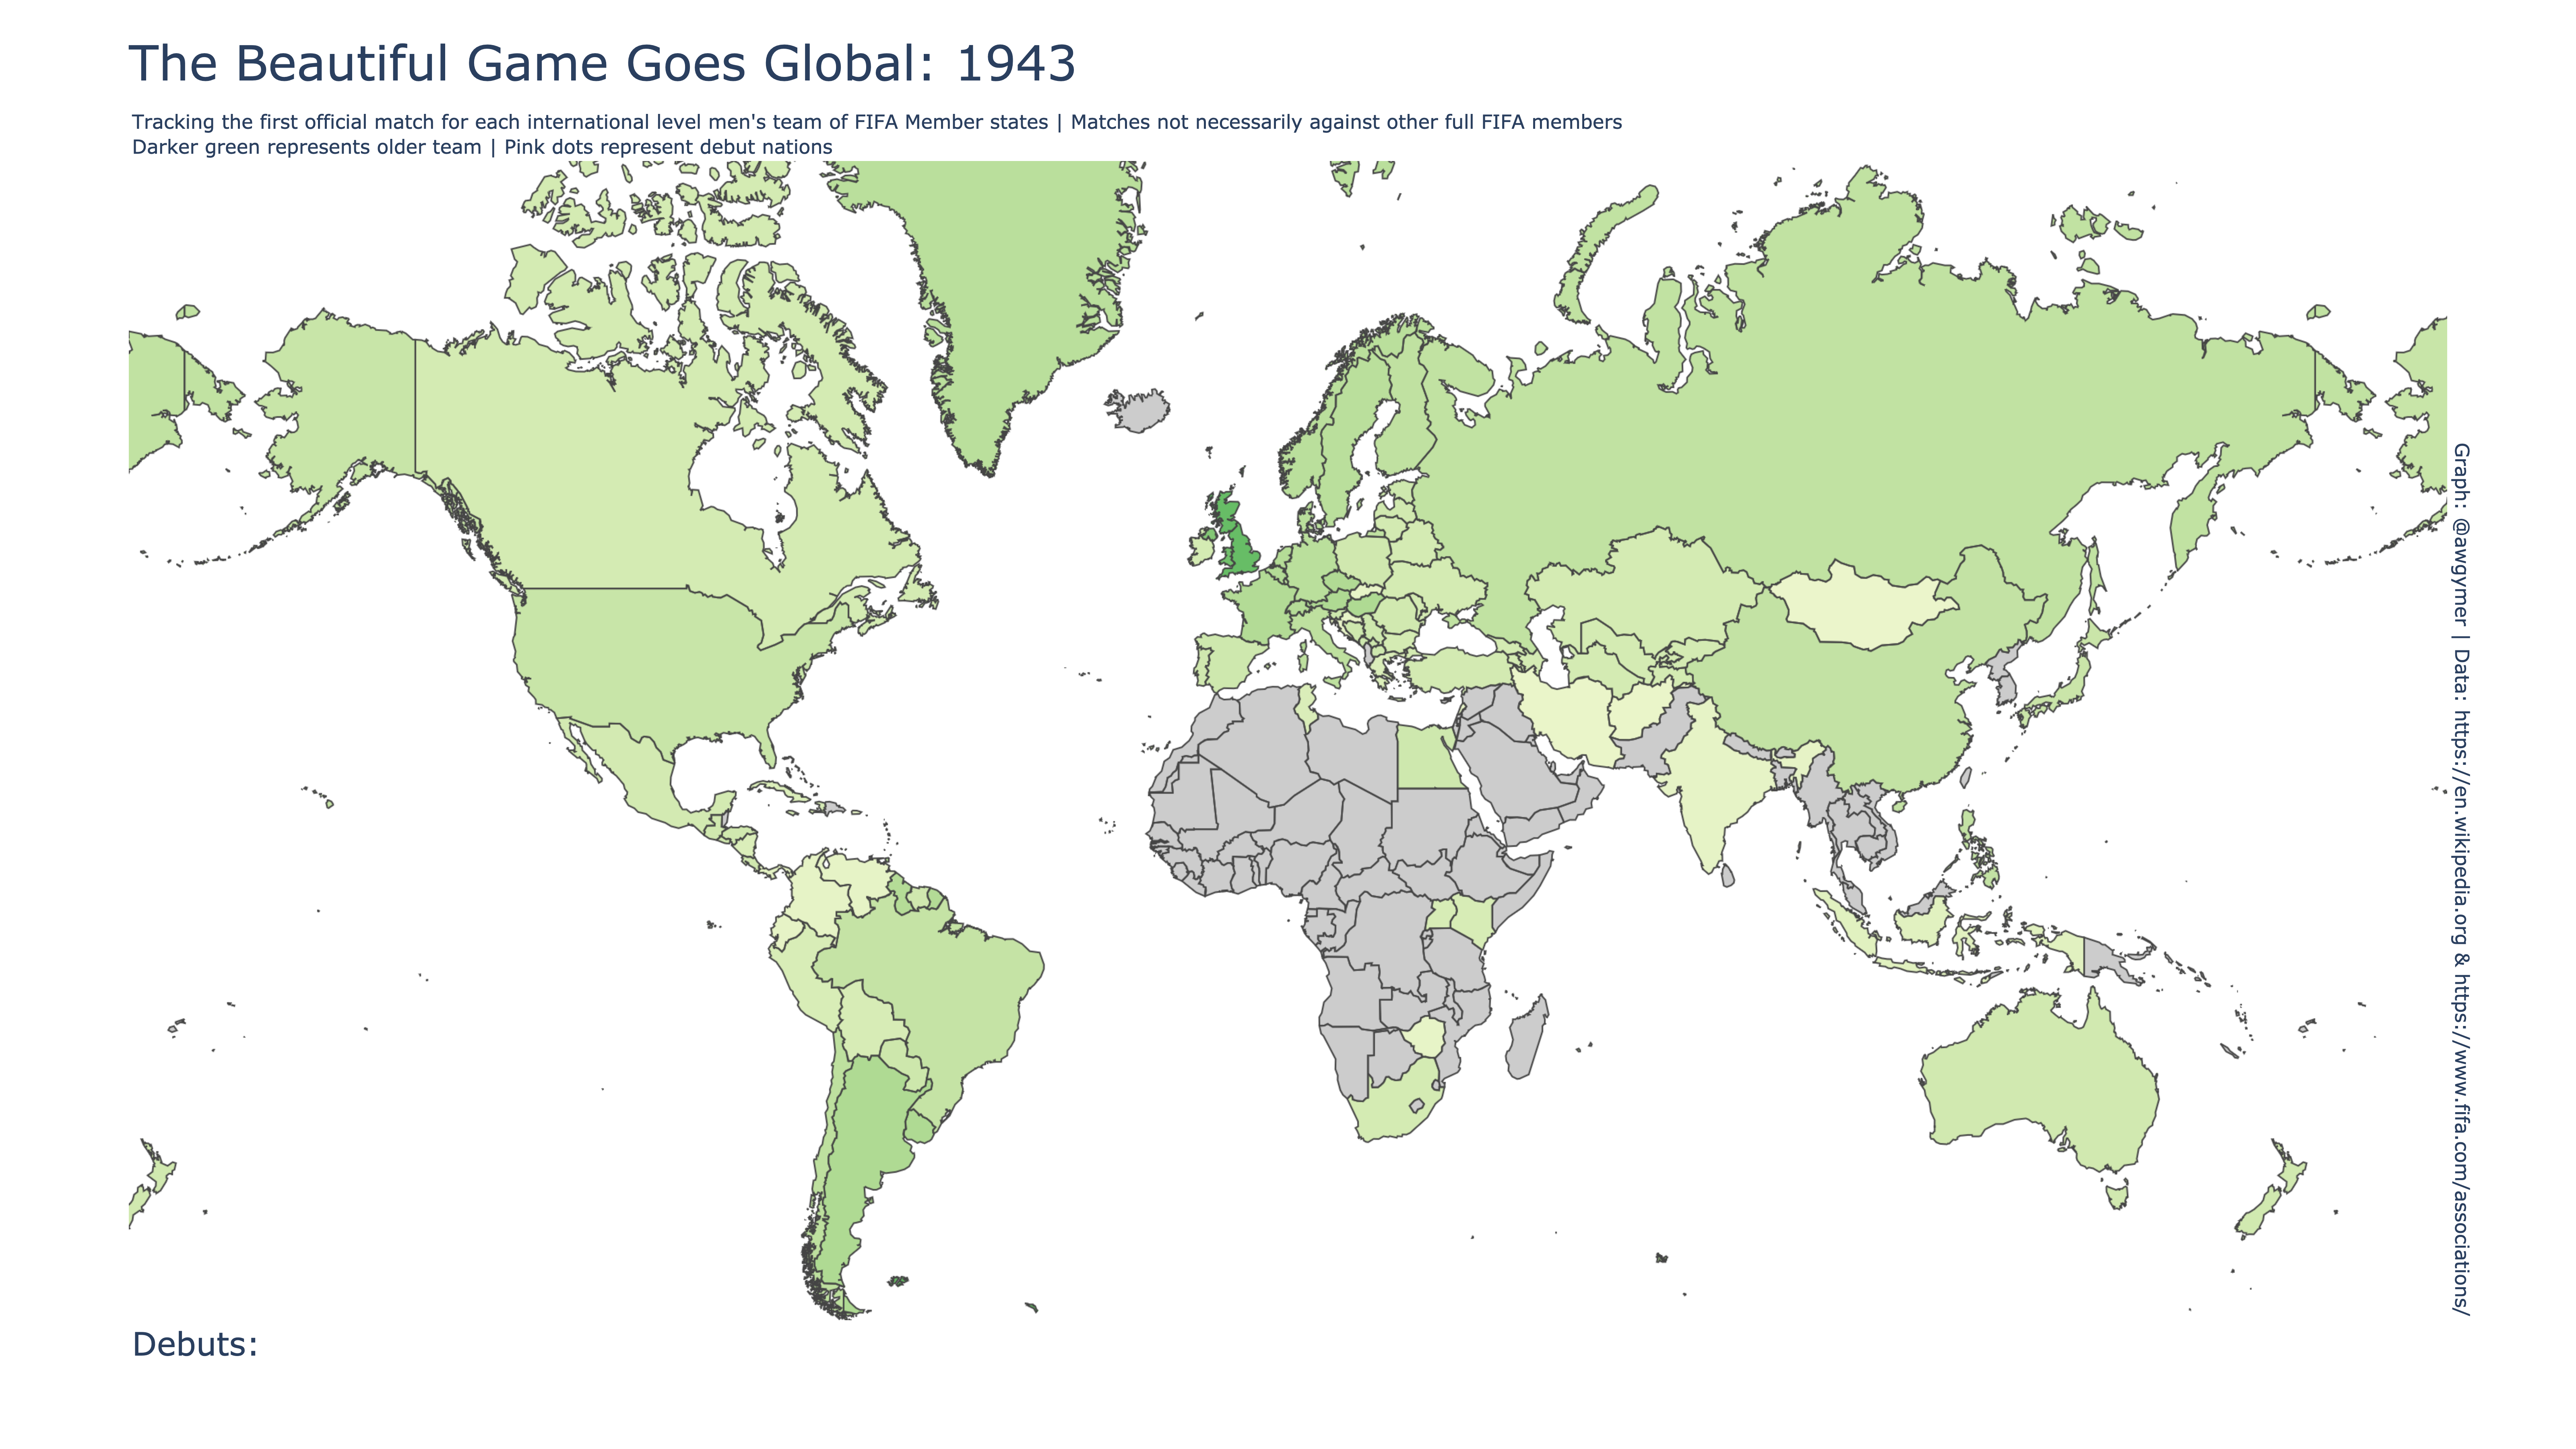 The Beautiful Game Goes Global: 1943
Tracking the first official match for each international level men's team of FIFA Member states | Matches not necessarily against other full FIFA members
Darker green represents older team | Pink dots represent debut nations
Graph: @awgymer | Data: https://en.wikipedia.org & https://www.fifa.com/associations/
Debuts: